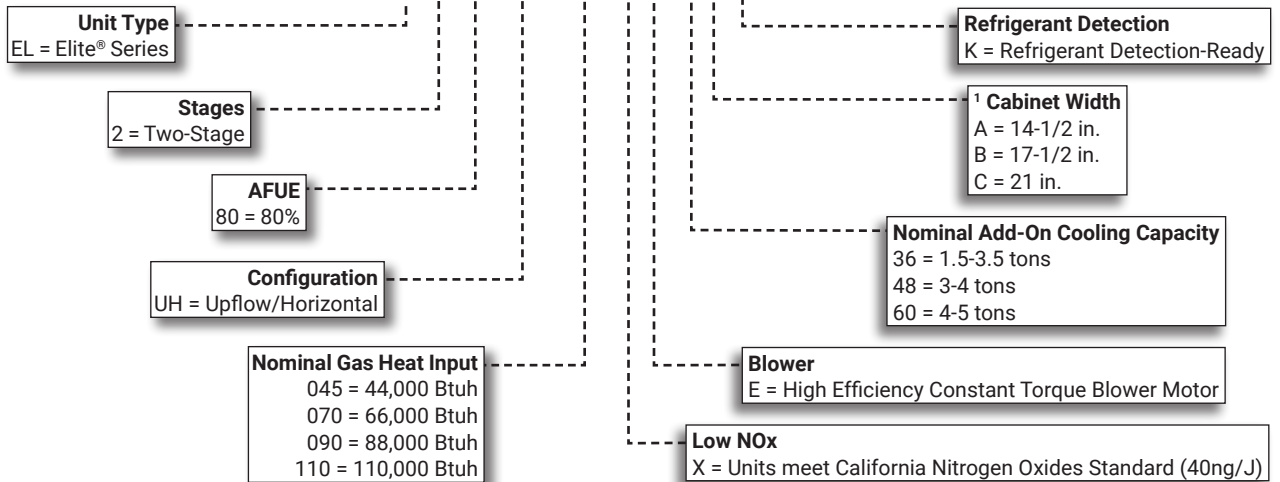 Unit Type
EL = Elite® Series
Stages
2 = Two-Stage
AFUE
80 = 80%
Configuration
UH = Upflow/Horizontal
Nominal Gas Heat Input
045 = 44,000 Btuh
070 = 66,000 Btuh
090 = 88,000 Btuh
110 = 110,000 Btuh
Refrigerant Detection
K = Refrigerant Detection-Ready
¹ Cabinet Width
A = 14-1/2 in.
B = 17-1/2 in.
C = 21 in.
Nominal Add-On Cooling Capacity
36 = 1.5-3.5 tons
48 = 3-4 tons
60 = 4-5 tons
Blower
E = High Efficiency Constant Torque Blower Motor
Low NOx
X = Units meet California Nitrogen Oxides Standard (40ng/J)